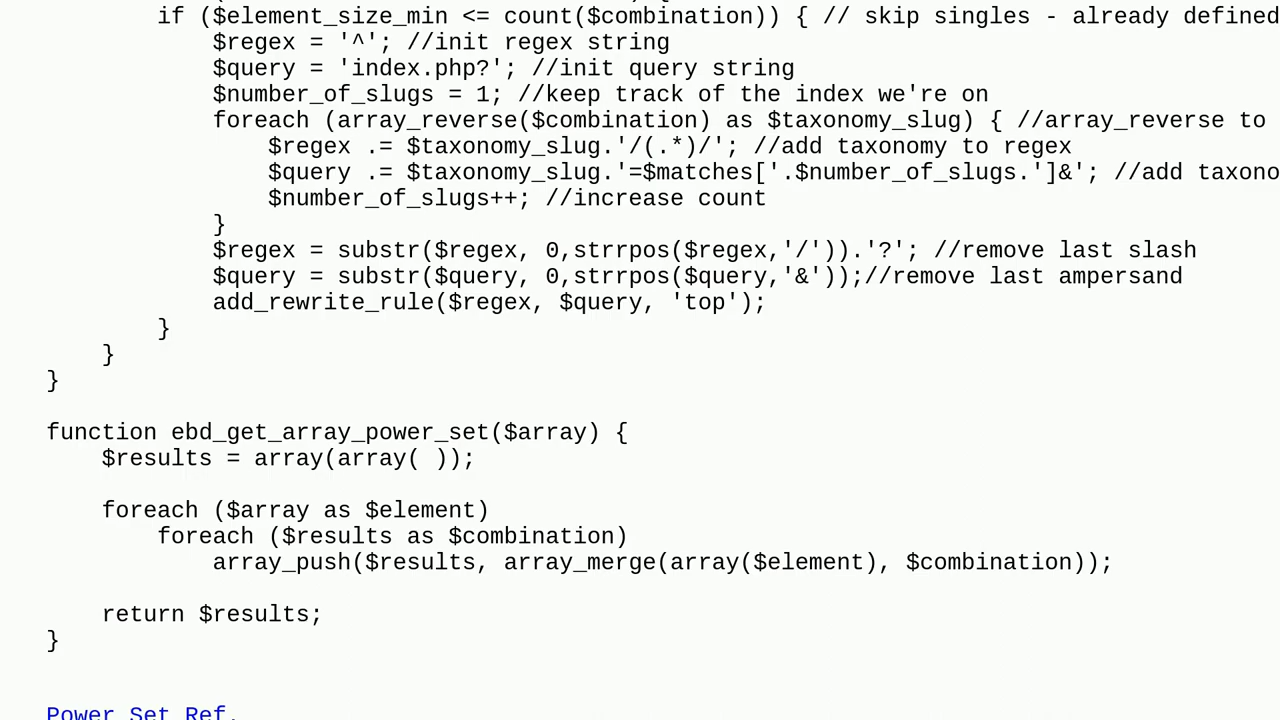 if ($element_size_min <= count($combination)) { // skip singles - already defined
$regex = '^'; //init regex string
$query = 'index.php?'; //init query string
$number_of_slugs = 1; //keep track of the index we're on
foreach (array_reverse($combination) as $taxonomy_slug) { //array_reverse to
$regex .= $taxonomy_slug.'/(.*)/'; //add taxonomy to regex
$query .= $taxonomy_slug.'=$matches['.$number_of_slugs.']&'; //add taxono
$number_of_slugs++; //increase count
}
$regex = substr($regex, 0,strrpos($regex,'/')).'?'; //remove last slash
$query = substr($query, 0,strrpos($query,'&'));//remove last ampersand
add_rewrite_rule($regex, $query, 'top');
}
}
}
function ebd_get_array_power_set($array) {
$results = array(array( ));
foreach ($array as $element)
foreach ($results as $combination)
array_push($results, array_merge(array($element), $combination));
return $results;
}
Power Set Ref.